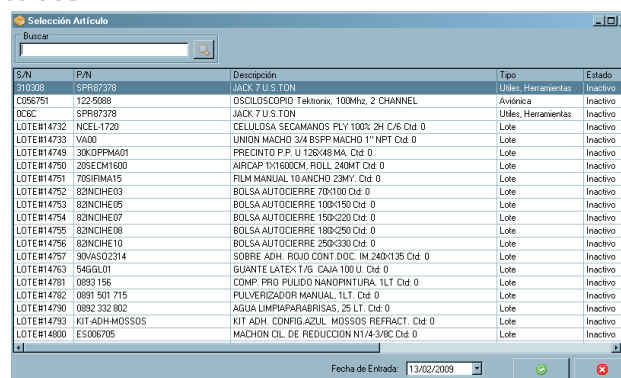 Selección Artículo
Buscar
S/N P/N Descripción Tipo Estado
310308 SPR87378 JACK 7 U.S.TON Utiles, Herramientas Inactivo
C056751 122-5088 OSCILOSCOPIO Tektronix, 100Mhz, 2 CHANNEL Aviónica Inactivo
0C6C SPR87378 JACK 7 U.S.TON Utiles, Herramientas Inactivo
LOTE#14732 NCEL-1720 CELULOSA SECAMANOS PLY 100% 2H C/6 Ctd: 0 Lote Inactivo
LOTE#14733 VA00 UNION MACHO 3/4 BSPP MACHO 1" NPT Ctd: 0 Lote Inactivo
LOTE#14749 30KOPPMA01 PRECINTO P.P. U 126X48 MA. Ctd: 0 Lote Inactivo
LOTE#14750 20SECM1600 AIRCAP 1X1600CM, ROLL 240MT Ctd: 0 Lote Inactivo
LOTE#14751 70SIFIMA15 FILM MANUAL 10 ANCHO 23MY. Ctd: 0 Lote Inactivo
LOTE#14752 82INCIHE03 BOLSA AUTOCIERRE 70X100 Ctd: 0 Lote Inactivo
LOTE#14753 82INCIHE05 BOLSA AUTOCIERRE 100X150 Ctd: 0 Lote Inactivo
LOTE#14754 82INCIHE07 BOLSA AUTOCIERRE 150X220 Ctd: 0 Lote Inactivo
LOTE#14755 82INCIHE08 BOLSA AUTOCIERRE 180X250 Ctd: 0 Lote Inactivo
LOTE#14756 82INCIHE10 BOLSA AUTOCIERRE 250X330 Ctd: 0 Lote Inactivo
LOTE#14757 90VASO2314 SOBRE ADH. ROJO CONT.DOC. IM.240X135 Ctd: 0 Lote Inactivo
LOTE#14763 54GGL01 GUANTE LATEX T/G CAJA 100 U. Ctd: 0 Lote Inactivo
LOTE#14781 0893 156 COMP. PRO PULIDO NANOPINTURA. 1LT Ctd: 0 Lote Inactivo
LOTE#14782 0891 501 715 PULVERIZADOR MANUAL, 1LT. Ctd: 0 Lote Inactivo
LOTE#14790 0892 332 802 AGUA LIMPIAPARABRISAS, 25 LT. Ctd: 0 Lote Inactivo
LOTE#14793 KIT-ADH-MOSSOS KIT ADH. CONFIG.AZUL MOSSOS REFRACT. Ctd: 0 Lote Inactivo
LOTE#14800 ES006705 MACHON CIL. DE REDUCCION N1/4-3/8C Ctd: 0 Lote Inactivo
Fecha de Entrada: 13/02/2009